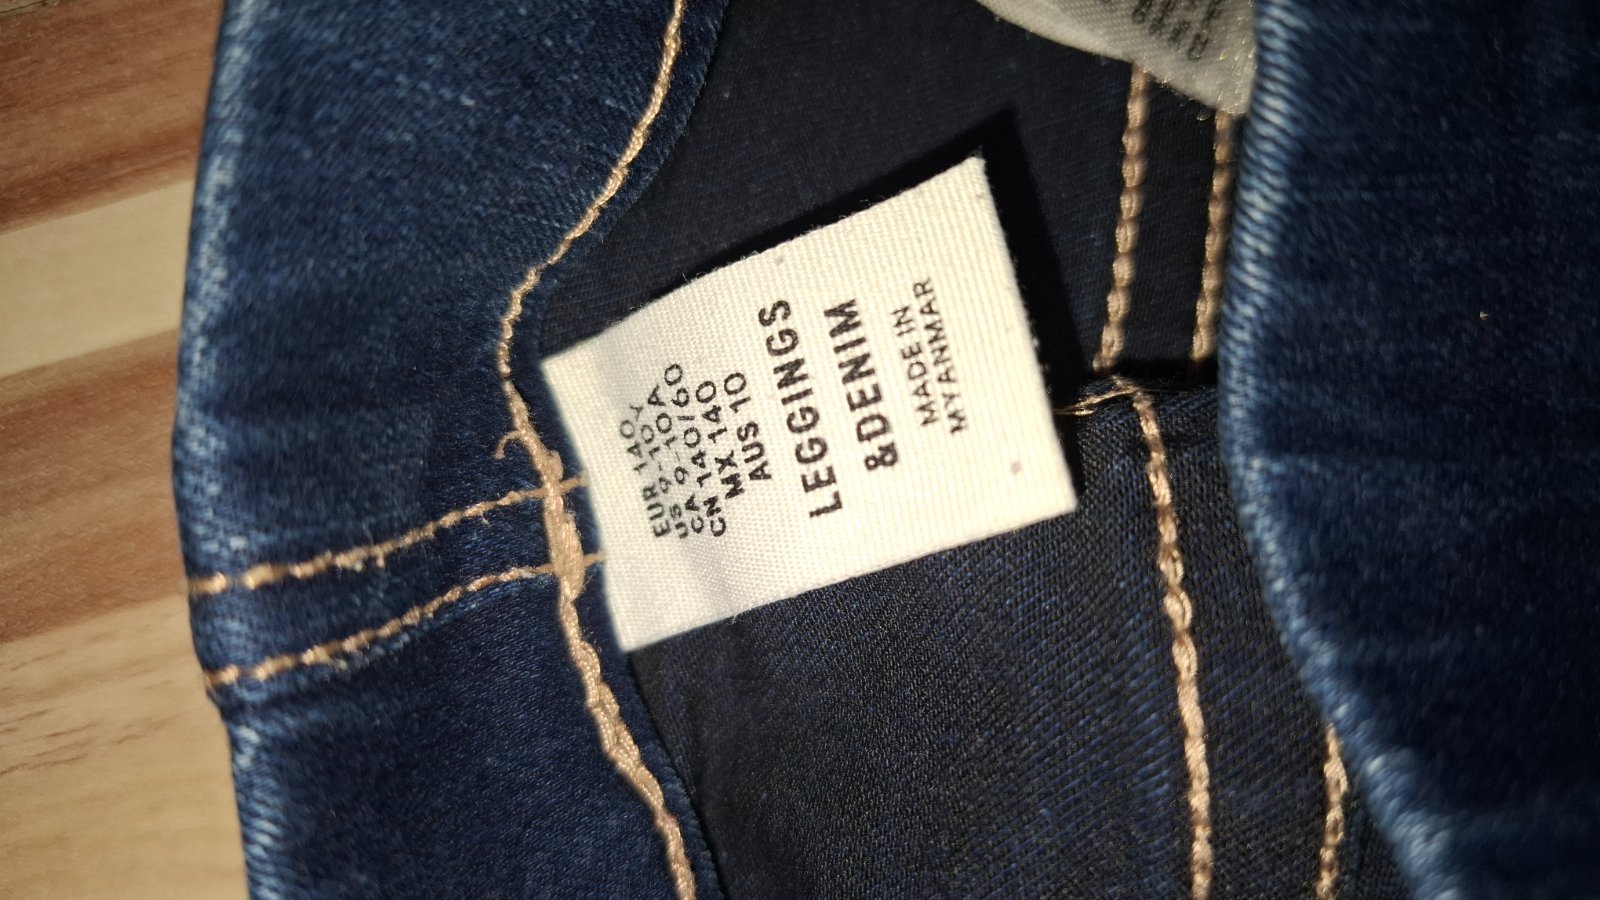 EUR 140Y
US 9-10Y
CA 9-10A
CN 140/60
MX 140
AUS 10
LEGGINGS
&DENIM
MADE IN
MYANMAR